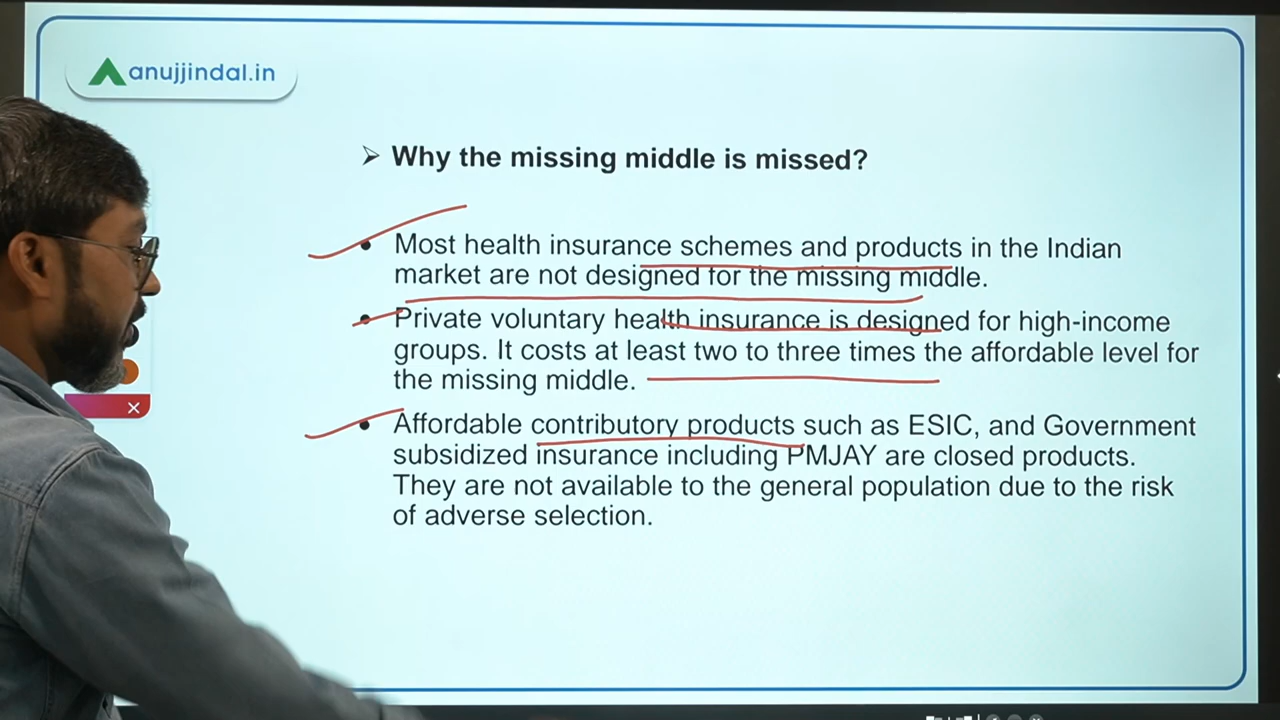 anujjindal.in
➢ Why the missing middle is missed?
• Most health insurance schemes and products in the Indian
market are not designed for the missing middle.
• Private voluntary health insurance is designed for high-income
groups. It costs at least two to three times the affordable level for
the missing middle.
• Affordable contributory products such as ESIC, and Government
subsidized insurance including PMJAY are closed products.
They are not available to the general population due to the risk
of adverse selection.